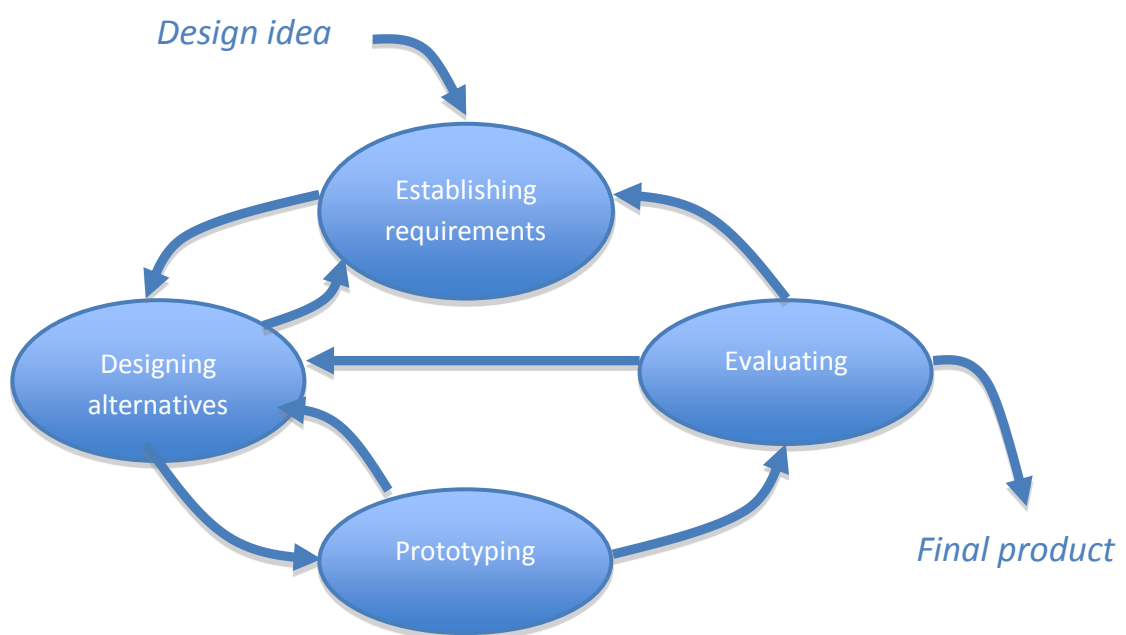 Design idea
Establishing
requirements
Designing
alternatives
Evaluating
Prototyping
Final product